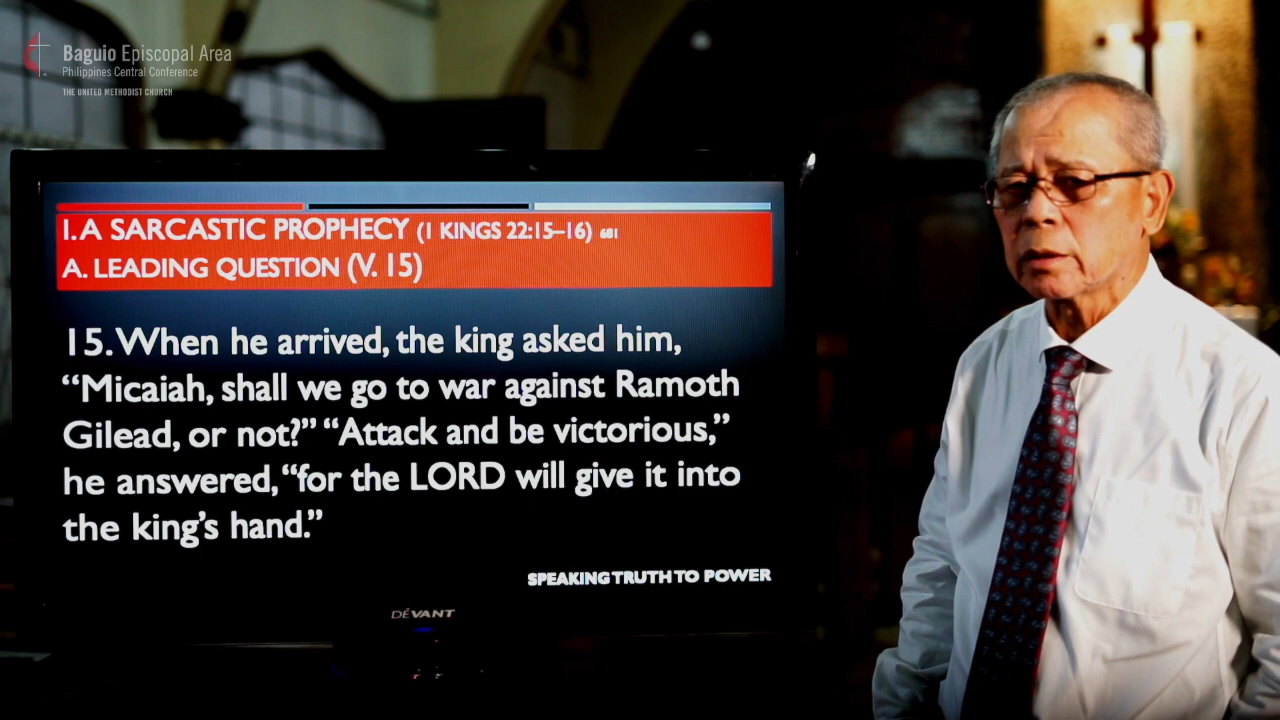 Baguio Episcopal Area
Philippines Central Conference
THE UNITED METHODIST CHURCH
I. A SARCASTIC PROPHECY (1 KINGS 22:15–16) 681
A. LEADING QUESTION (V. 15)
15. When he arrived, the king asked him,
“Micaiah, shall we go to war against Ramoth
Gilead, or not?” “Attack and be victorious,”
he answered, “for the LORD will give it into
the king’s hand.”
SPEAKING TRUTH TO POWER
DÉVANT